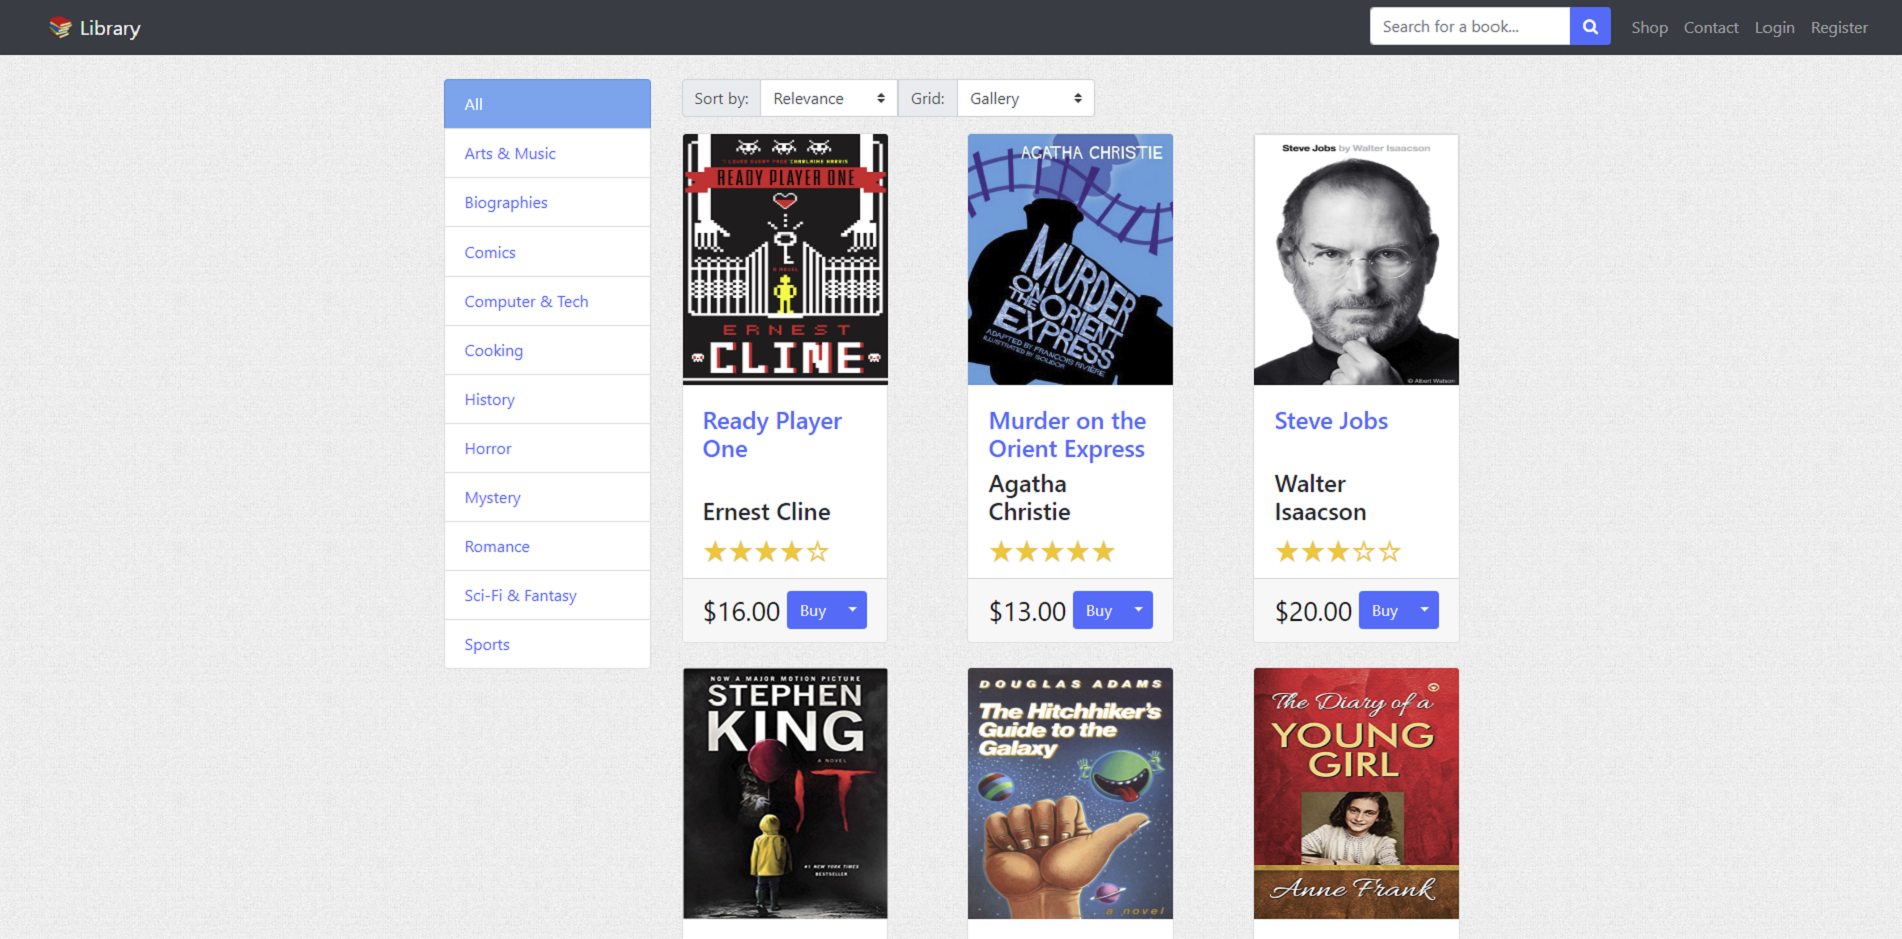 Library
Search for a book...
Shop
Contact
Login
Register
All
Arts & Music
Biographies
Comics
Computer & Tech
Cooking
History
Horror
Mystery
Romance
Sci-Fi & Fantasy
Sports
Sort by:
Relevance
Grid:
Gallery
READY PLAYER ONE
A NOVEL
ERNEST
CLINE
Ready Player
One
Ernest Cline
$16.00
Buy
AGATHA CHRISTIE
MURDER
ON THE ORIENT
EXPRESS
ADAPTED BY FRANCOIS RIVIÈRE
ILLUSTRATED BY SOLIDOR
Murder on the
Orient Express
Agatha
Christie
$13.00
Buy
Steve Jobs by Walter Isaacson
© Albert Watson
Steve Jobs
Walter
Isaacson
$20.00
Buy
NOW A MAJOR MOTION PICTURE
STEPHEN
KING
A NOVEL
IT
#1 NEW YORK TIMES
BESTSELLER
DOUGLAS ADAMS
The Hitchhiker's
Guide to the
Galaxy
a novel
The Diary of a
YOUNG
GIRL
Anne Frank